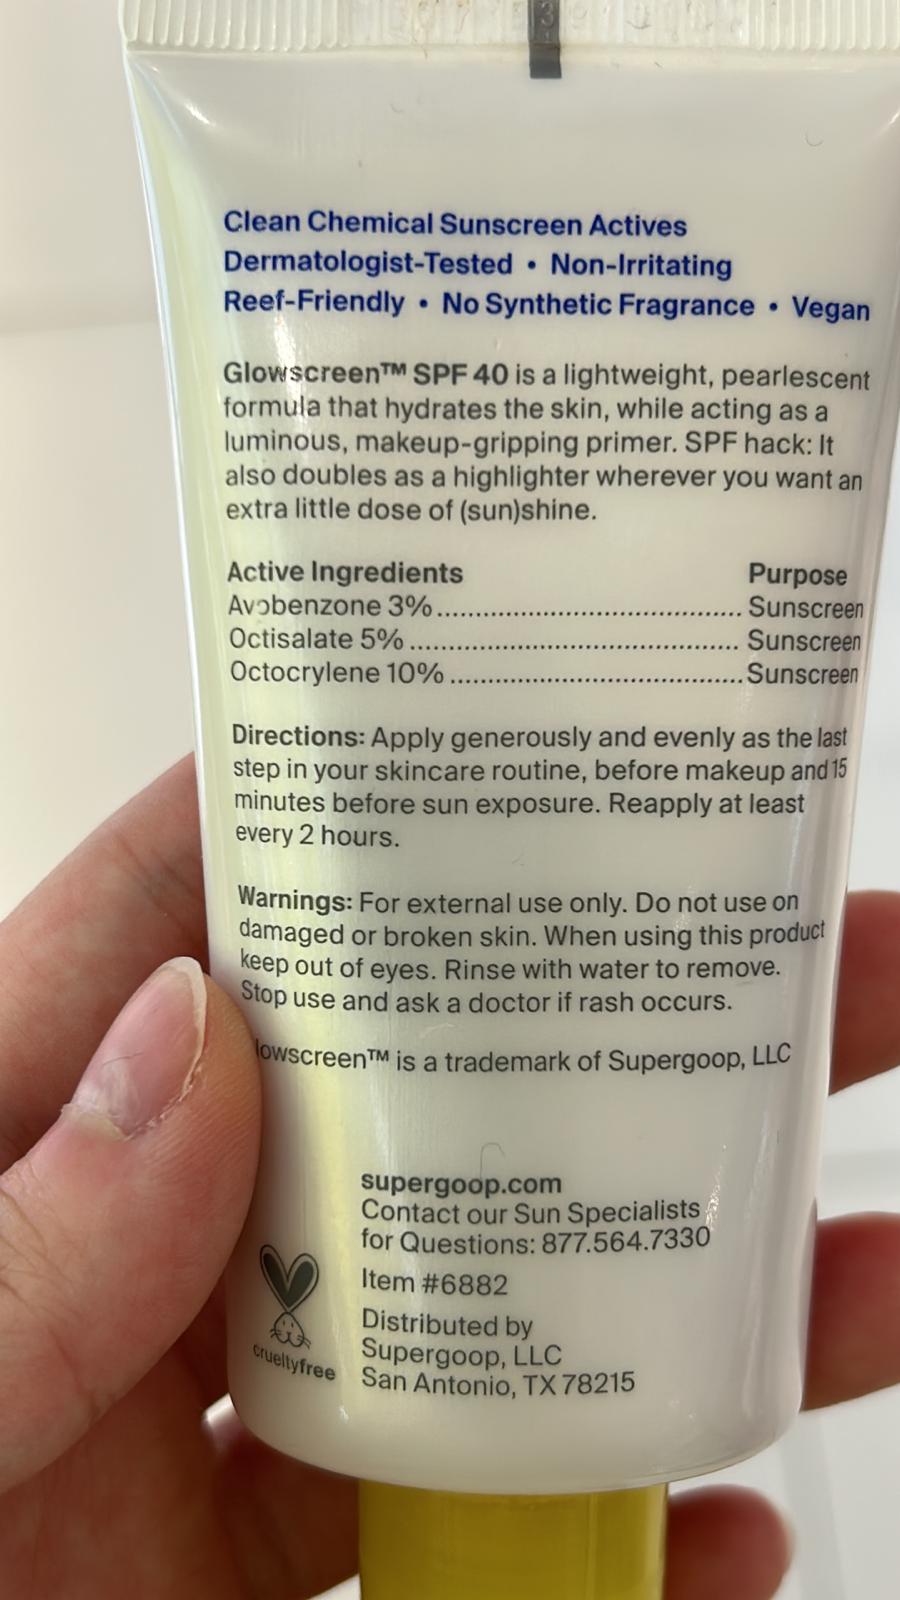 Clean Chemical Sunscreen Actives
Dermatologist-Tested • Non-Irritating
Reef-Friendly • No Synthetic Fragrance • Vegan
Glowscreen™ SPF 40 is a lightweight, pearlescent
formula that hydrates the skin, while acting as a
luminous, makeup-gripping primer. SPF hack: It
also doubles as a highlighter wherever you want an
extra little dose of (sun)shine.
Active Ingredients Purpose
Avobenzone 3%........................................ Sunscreen
Octisalate 5%........................................... Sunscreen
Octocrylene 10%......................................Sunscreen
Directions: Apply generously and evenly as the last
step in your skincare routine, before makeup and 15
minutes before sun exposure. Reapply at least
every 2 hours.
Warnings: For external use only. Do not use on
damaged or broken skin. When using this product
keep out of eyes. Rinse with water to remove.
Stop use and ask a doctor if rash occurs.
lowscreen™ is a trademark of Supergoop, LLC
supergoop.com
Contact our Sun Specialists
for Questions: 877.564.7330
Item #6882
Distributed by
Supergoop, LLC
San Antonio, TX 78215
crueltyfree